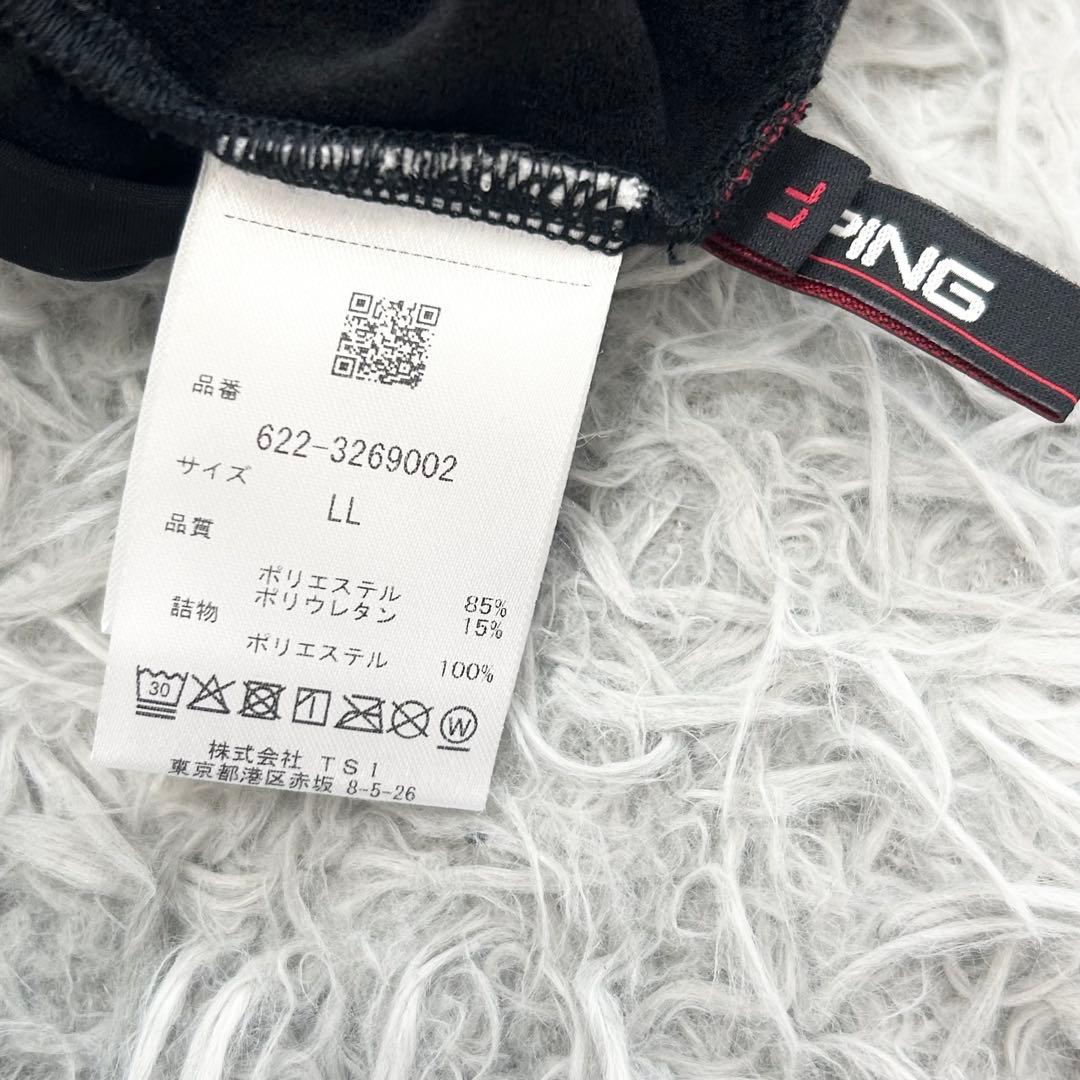 LL
PING
品番
622-3269002
サイズ
LL
品質
ポリエステル 85%
ポリウレタン 15%
詰物
ポリエステル 100%
30
W
株式会社 TSI
東京都港区赤坂 8-5-26